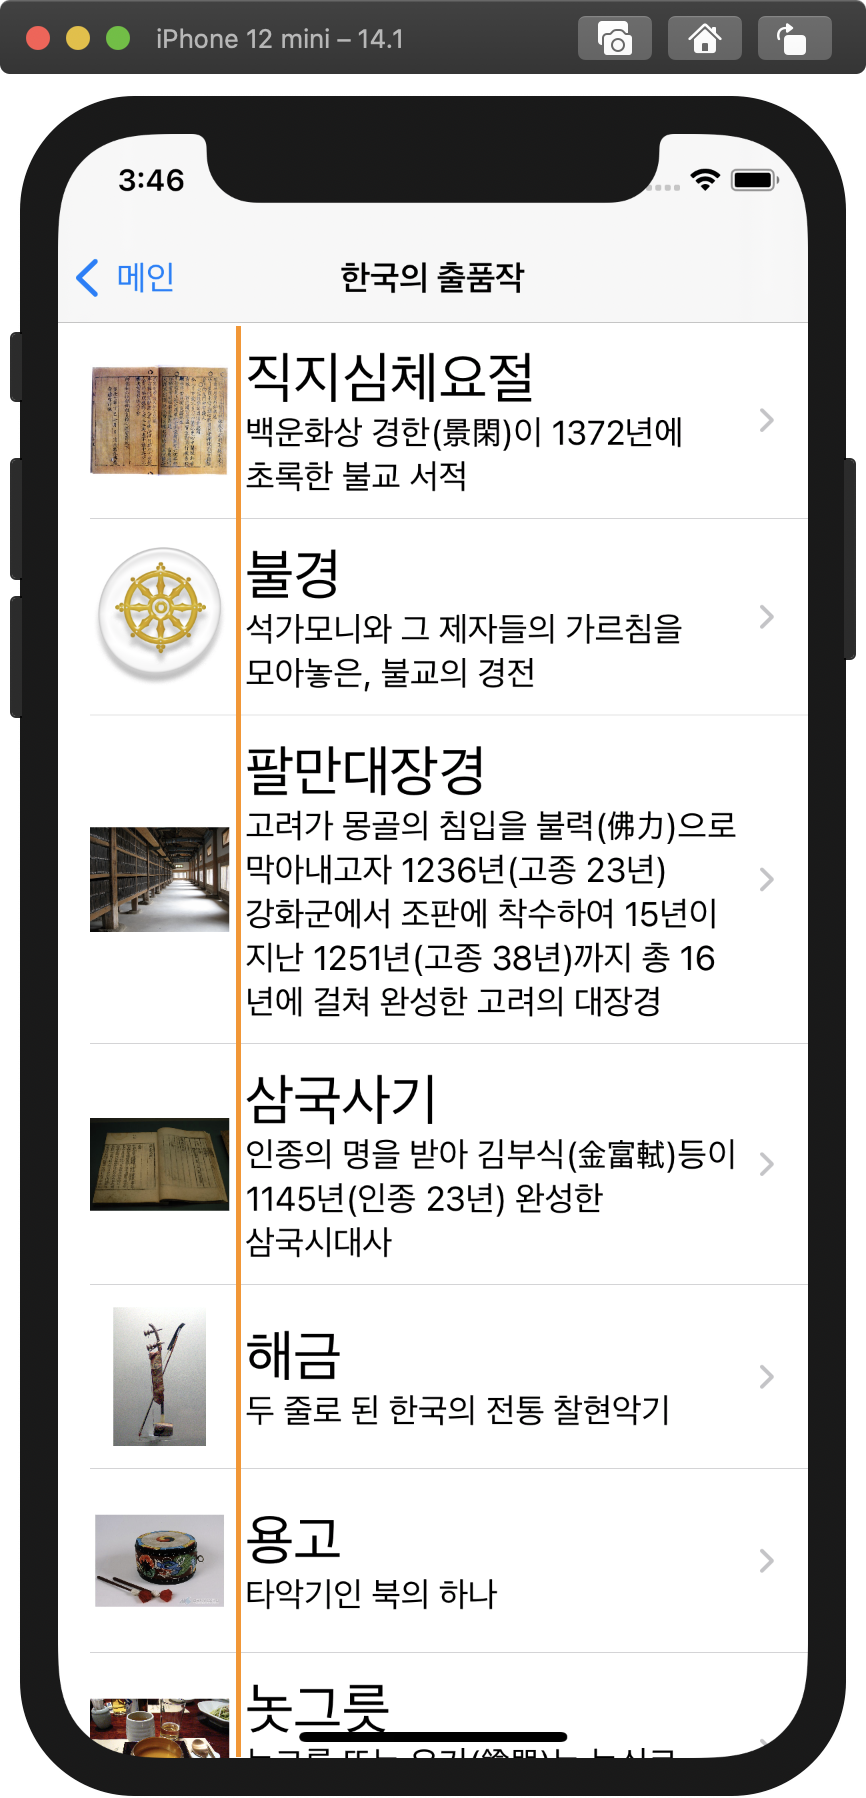 iPhone 12 mini – 14.1
3:46
메인
한국의 출품작
직지심체요절
백운화상 경한(景閑)이 1372년에
초록한 불교 서적
불경
석가모니와 그 제자들의 가르침을
모아놓은, 불교의 경전
팔만대장경
고려가 몽골의 침입을 불력(佛力)으로
막아내고자 1236년(고종 23년)
강화군에서 조판에 착수하여 15년이
지난 1251년(고종 38년)까지 총 16
년에 걸쳐 완성한 고려의 대장경
삼국사기
인종의 명을 받아 김부식(金富軾)등이
1145년(인종 23년) 완성한
삼국시대사
해금
두 줄로 된 한국의 전통 찰현악기
용고
타악기인 북의 하나
놋그릇